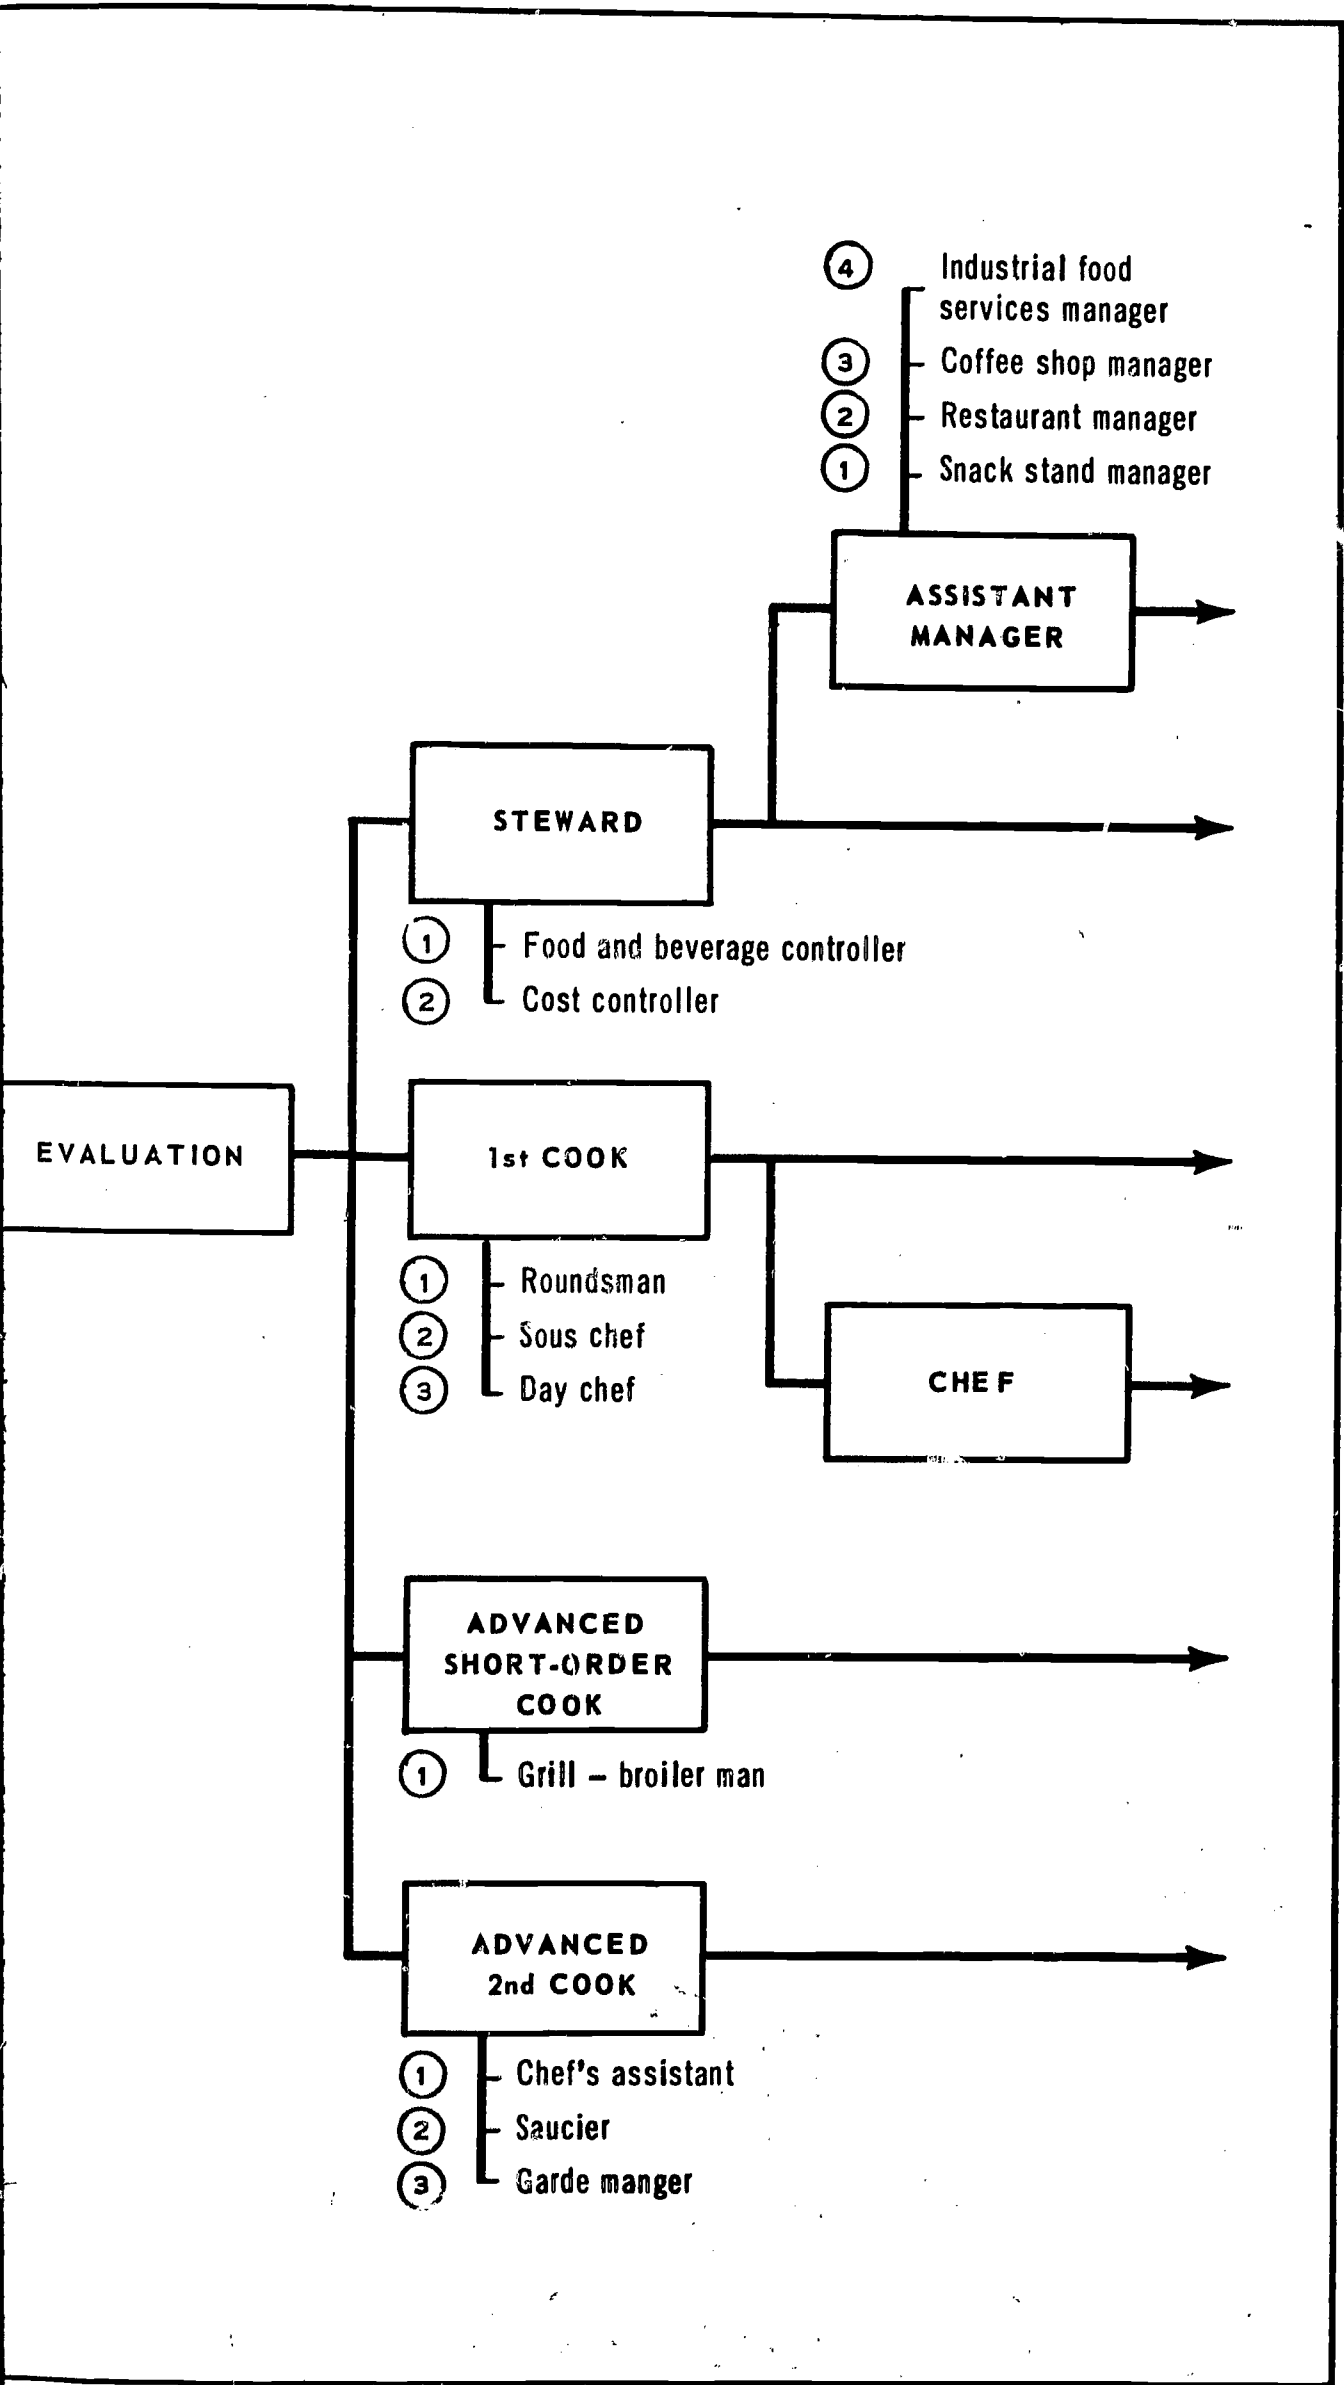 4 Industrial food
services manager
3 Coffee shop manager
2 Restaurant manager
1 Snack stand manager
ASSISTANT
MANAGER
STEWARD
1 Food and beverage controller
2 Cost controller
EVALUATION
1st COOK
1 Roundsman
2 Sous chef
3 Day chef
CHEF
ADVANCED
SHORT-ORDER
COOK
1 Grill – broiler man
ADVANCED
2nd COOK
1 Chef's assistant
2 Saucier
3 Garde manger